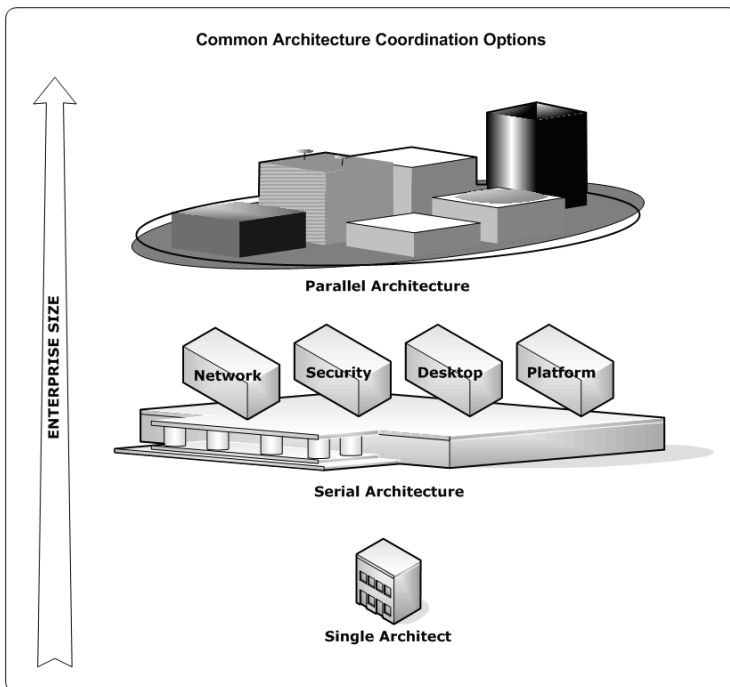 Common Architecture Coordination Options
Parallel Architecture
ENTERPRISE SIZE
Network
Security
Desktop
Platform
Serial Architecture
Single Architect